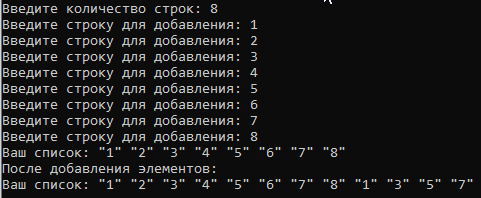 Введите количество строк: 8
Введите строку для добавления: 1
Введите строку для добавления: 2
Введите строку для добавления: 3
Введите строку для добавления: 4
Введите строку для добавления: 5
Введите строку для добавления: 6
Введите строку для добавления: 7
Введите строку для добавления: 8
Ваш список: "1" "2" "3" "4" "5" "6" "7" "8"
После добавления элементов:
Ваш список: "1" "2" "3" "4" "5" "6" "7" "8" "1" "3" "5" "7"